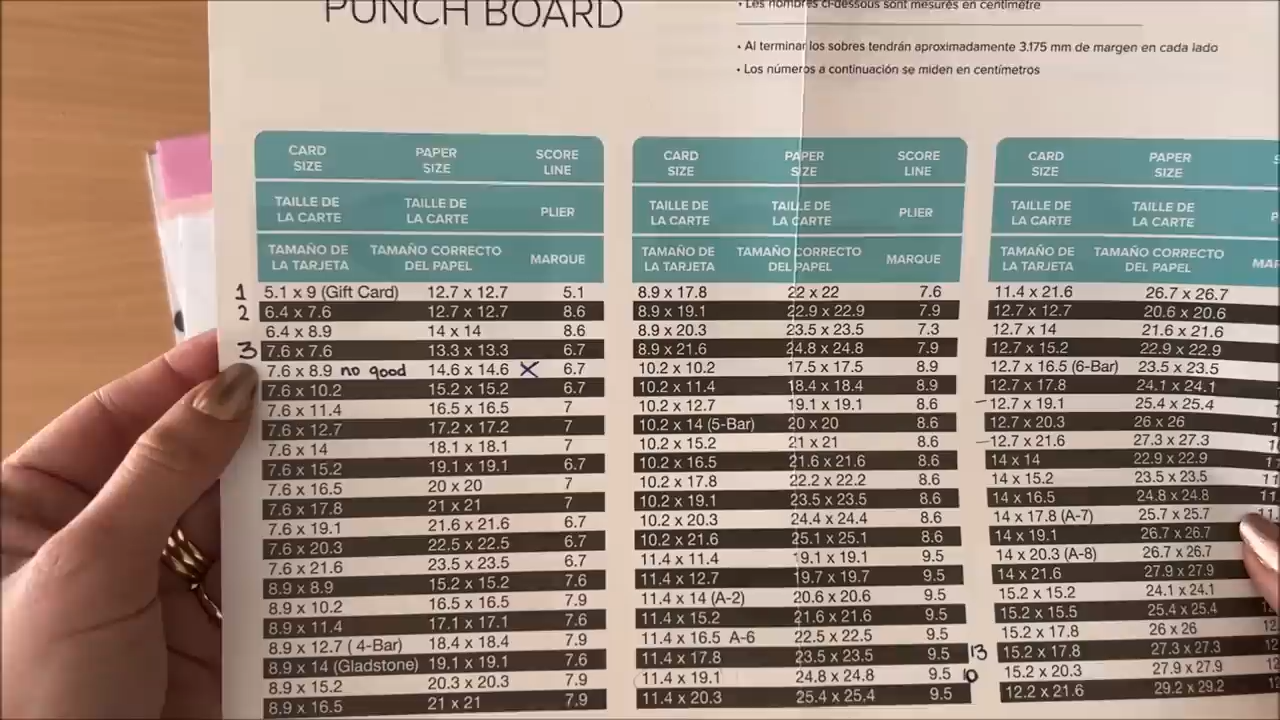 PUNCH BOARD
• Les nombres ci-dessous sont mesurés en centimètre
• Al terminar los sobres tendrán aproximadamente 3.175 mm de margen en cada lado
• Los números a continuación se miden en centímetros
CARD SIZE PAPER SIZE SCORE LINE
TAILLE DE LA CARTE TAILLE DE LA CARTE PLIER
TAMAÑO DE LA TARJETA TAMAÑO CORRECTO DEL PAPEL MARQUE
1 5.1 x 9 (Gift Card) 12.7 x 12.7 5.1
2 6.4 x 7.6 12.7 x 12.7 8.6
6.4 x 8.9 14 x 14 8.6
3 7.6 x 7.6 13.3 x 13.3 6.7
7.6 x 8.9 no good 14.6 x 14.6 X 6.7
7.6 x 10.2 15.2 x 15.2 6.7
7.6 x 11.4 16.5 x 16.5 7
7.6 x 12.7 17.2 x 17.2 7
7.6 x 14 18.1 x 18.1 7
7.6 x 15.2 19.1 x 19.1 6.7
7.6 x 16.5 20 x 20 7
7.6 x 17.8 21 x 21 7
7.6 x 19.1 21.6 x 21.6 6.7
7.6 x 20.3 22.5 x 22.5 6.7
7.6 x 21.6 23.5 x 23.5 6.7
8.9 x 8.9 15.2 x 15.2 7.6
8.9 x 10.2 16.5 x 16.5 7.9
8.9 x 11.4 17.1 x 17.1 7.6
8.9 x 12.7 ( 4-Bar) 18.4 x 18.4 7.9
8.9 x 14 (Gladstone) 19.1 x 19.1 7.6
8.9 x 15.2 20.3 x 20.3 7.9
8.9 x 16.5 21 x 21 7.9
CARD SIZE PAPER SIZE SCORE LINE
TAILLE DE LA CARTE TAILLE DE LA CARTE PLIER
TAMAÑO DE LA TARJETA TAMAÑO CORRECTO DEL PAPEL MARQUE
8.9 x 17.8 22 x 22 7.6
8.9 x 19.1 22.9 x 22.9 7.9
8.9 x 20.3 23.5 x 23.5 7.3
8.9 x 21.6 24.8 x 24.8 7.9
10.2 x 10.2 17.5 x 17.5 8.9
10.2 x 11.4 18.4 x 18.4 8.9
10.2 x 12.7 19.1 x 19.1 8.6
10.2 x 14 (5-Bar) 20 x 20 8.6
10.2 x 15.2 21 x 21 8.6
10.2 x 16.5 21.6 x 21.6 8.6
10.2 x 17.8 22.2 x 22.2 8.6
10.2 x 19.1 23.5 x 23.5 8.6
10.2 x 20.3 24.4 x 24.4 8.6
10.2 x 21.6 25.1 x 25.1 8.6
11.4 x 11.4 19.1 x 19.1 9.5
11.4 x 12.7 19.7 x 19.7 9.5
11.4 x 14 (A-2) 20.6 x 20.6 9.5
11.4 x 15.2 21.6 x 21.6 9.5
11.4 x 16.5 A-6 22.5 x 22.5 9.5
11.4 x 17.8 23.5 x 23.5 9.5
11.4 x 19.1 24.8 x 24.8 9.5
11.4 x 20.3 25.4 x 25.4 9.5
CARD SIZE PAPER SIZE
TAILLE DE LA CARTE TAILLE DE LA CARTE
TAMAÑO DE LA TARJETA TAMAÑO CORRECTO DEL PAPEL
11.4 x 21.6 26.7 x 26.7
12.7 x 12.7 20.6 x 20.6
12.7 x 14 21.6 x 21.6
12.7 x 15.2 22.9 x 22.9
12.7 x 16.5 (6-Bar) 23.5 x 23.5
12.7 x 17.8 24.1 x 24.1
12.7 x 19.1 25.4 x 25.4
12.7 x 20.3 26 x 26
12.7 x 21.6 27.3 x 27.3
14 x 14 22.9 x 22.9
14 x 15.2 23.5 x 23.5
14 x 16.5 24.8 x 24.8
14 x 17.8 (A-7) 25.7 x 25.7
14 x 19.1 26.7 x 26.7
14 x 20.3 (A-8) 26.7 x 26.7
14 x 21.6 27.9 x 27.9
15.2 x 15.2 24.1 x 24.1
15.2 x 15.5 25.4 x 25.4
15.2 x 17.8 26 x 26
13 15.2 x 17.8 27.3 x 27.3
10 15.2 x 20.3 27.9 x 27.9
12.2 x 21.6 29.2 x 29.2